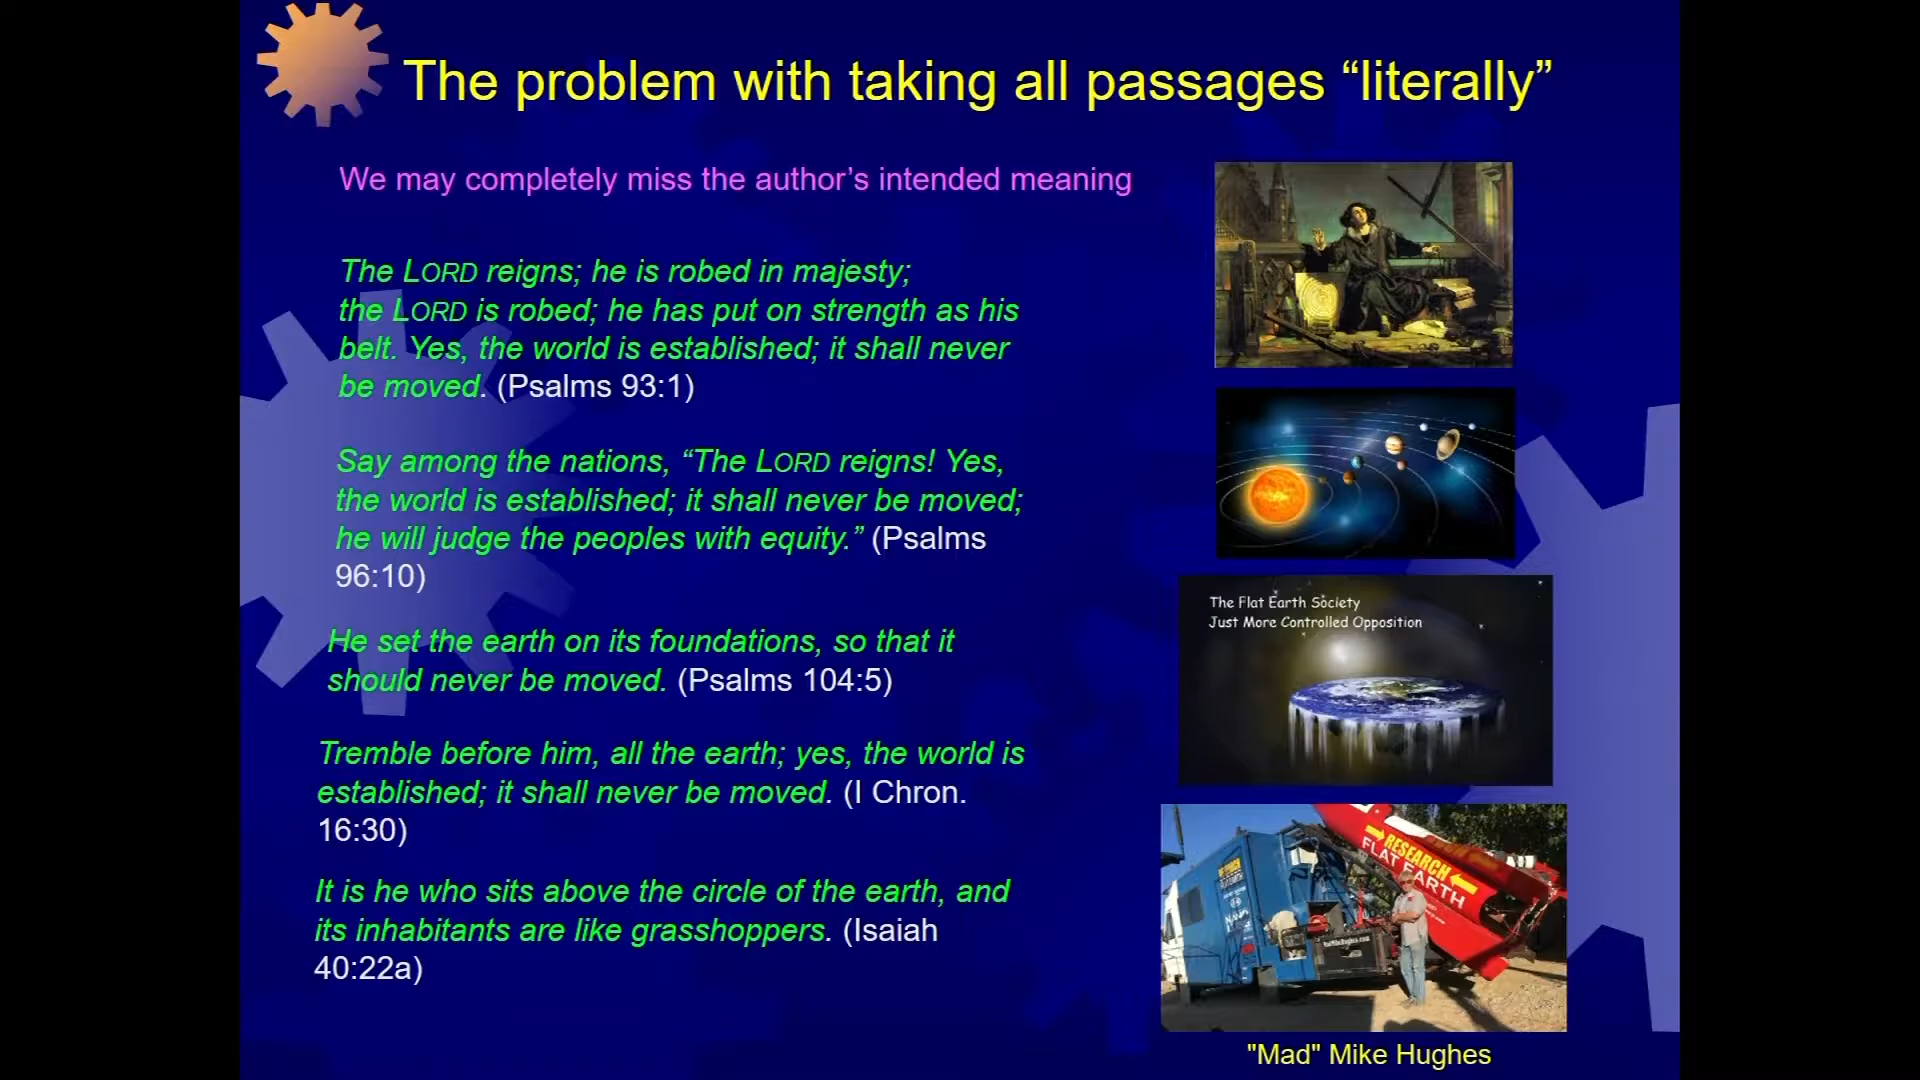 The problem with taking all passages “literally”
We may completely miss the author’s intended meaning
The LORD reigns; he is robed in majesty;
the LORD is robed; he has put on strength as his
belt. Yes, the world is established; it shall never
be moved. (Psalms 93:1)
Say among the nations, “The LORD reigns! Yes,
the world is established; it shall never be moved;
he will judge the peoples with equity.” (Psalms
96:10)
He set the earth on its foundations, so that it
should never be moved. (Psalms 104:5)
Tremble before him, all the earth; yes, the world is
established; it shall never be moved. (I Chron.
16:30)
It is he who sits above the circle of the earth, and
its inhabitants are like grasshoppers. (Isaiah
40:22a)
The Flat Earth Society
Just More Controlled Opposition
RESEARCH
FLAT EARTH
"Mad" Mike Hughes